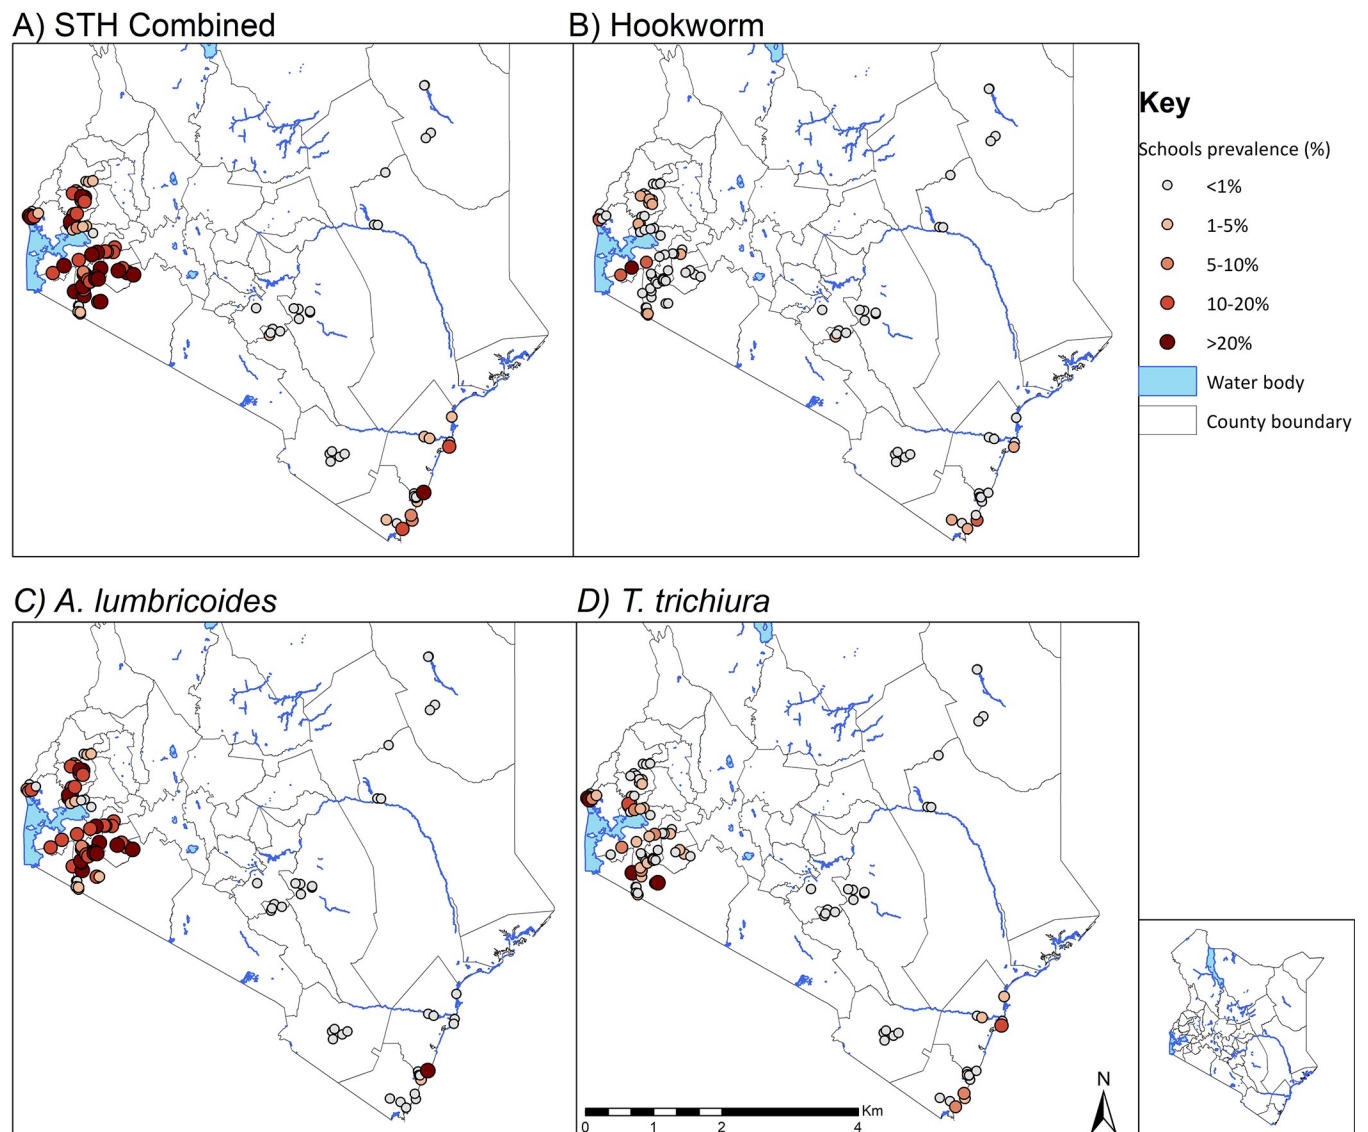 A) STH Combined
B) Hookworm
Key
Schools prevalence (%)
<1%
1-5%
5-10%
10-20%
>20%
Water body
County boundary
C) A. lumbricoides
D) T. trichiura
N
Km
0 1 2 4